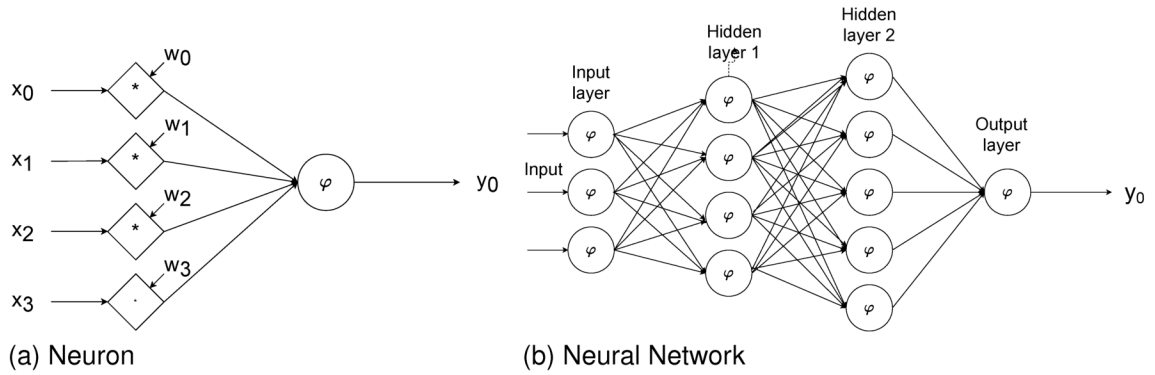 w0
x0
*
w1
x1
*
φ
y0
w2
x2
*
w3
x3
·
(a) Neuron
Hidden
layer 2
Hidden
layer 1
Input
layer
Output
layer
Input
φ
φ
φ
φ
φ
φ
φ
φ
φ
φ
φ
φ
φ
y0
(b) Neural Network